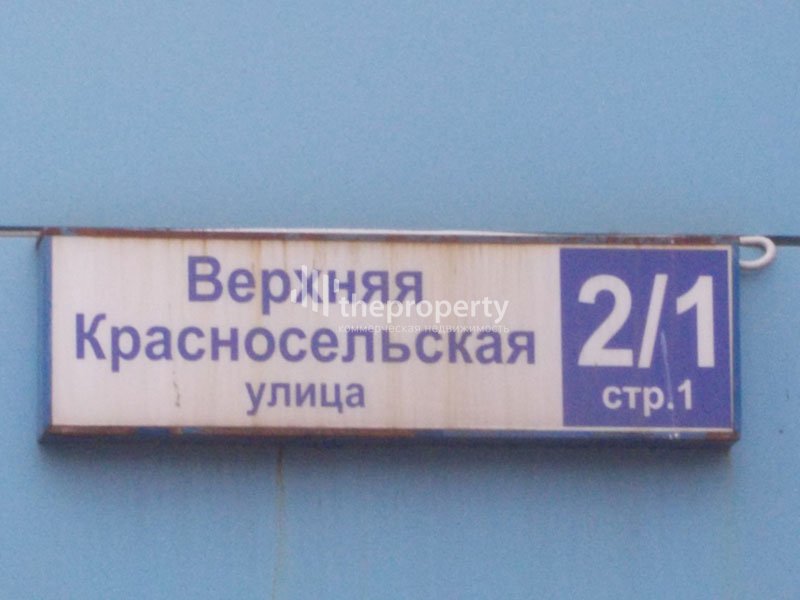 Верхняя
Красносельская
улица
2/1
стр.1
theproperty
коммерческая недвижимость